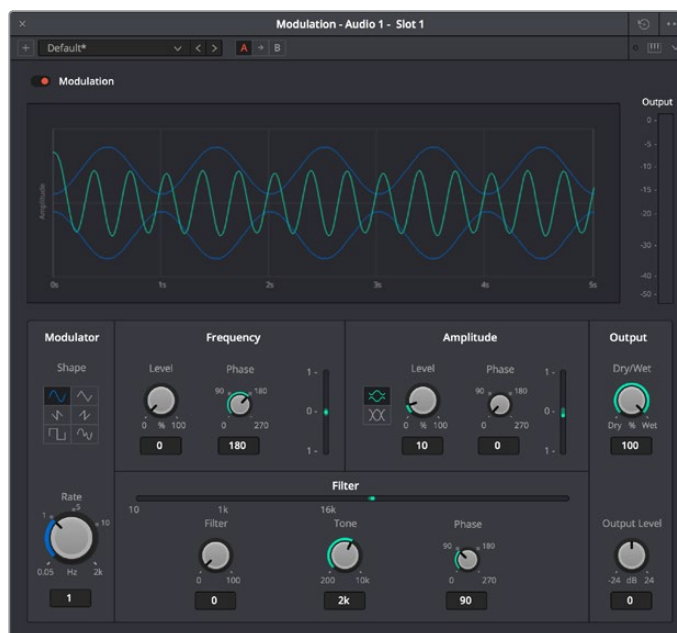 Modulation - Audio 1 - Slot 1
Default*
A
B
Modulation
Output
0
-5
-10
-15
-20
-30
-40
-50
Amplitude
0s
1s
2s
3s
4s
5s
Modulator
Frequency
Amplitude
Output
Shape
Level
Phase
1
0
1
Level
Phase
1
0
1
Dry/Wet
90
180
90
180
0 % 100
0 270
0 % 100
0 270
Dry % Wet
0
180
10
0
100
Filter
10
1k
16k
Rate
1
5
10
0.05 Hz 2k
1
Filter
0 100
0
Tone
200 10k
2k
Phase
90
180
0 270
90
Output Level
-24 dB 24
0